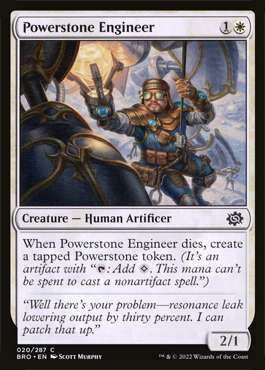 Powerstone Engineer 1
Creature — Human Artificer
When Powerstone Engineer dies, create
a tapped Powerstone token. (It's an
artifact with “: Add . This mana can't
be spent to cast a nonartifact spell.”)
“Well there's your problem—resonance leak
lowering output by thirty percent. I can
patch that up.”
2/1
020/287 C
BRO • EN Scott Murphy
™ & © 2022 Wizards of the Coast